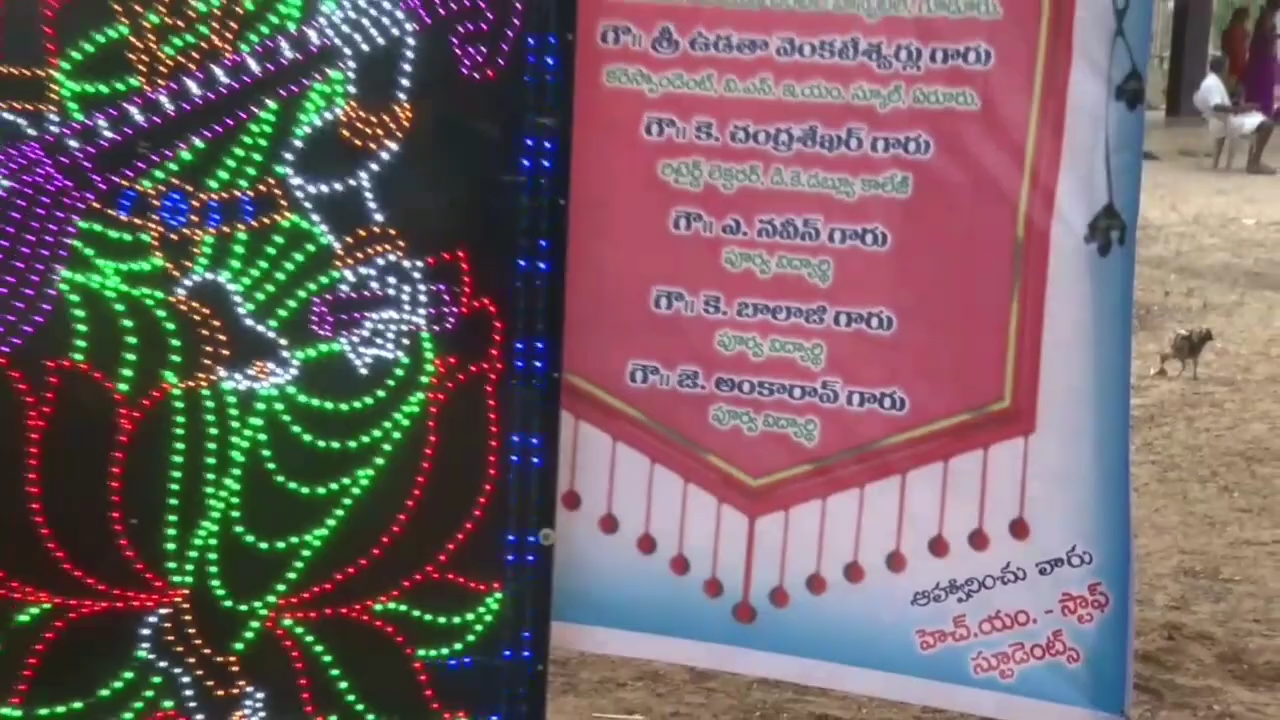 గౌ॥ శ్రీ ఉడతా వెంకటేశ్వర్లు గారు
కరెస్పాండెంట్, వి.ఎస్. ఇ.యం. స్కూల్, ఏరూరు.
గౌ॥ కె. చంద్రశేఖర్ గారు
రిటైర్డ్ లెక్చరర్, డి.కె.డబ్ల్యూ కాలేజ్
గౌ॥ ఎ. నవీన్ గారు
పూర్వ విద్యార్థి
గౌ॥ కె. బాలాజి గారు
పూర్వ విద్యార్థి
గౌ॥ జె. అంకారావ్ గారు
పూర్వ విద్యార్థి
ఆహ్వానించు వారు
హెచ్.యం. - స్టాఫ్
స్టూడెంట్స్